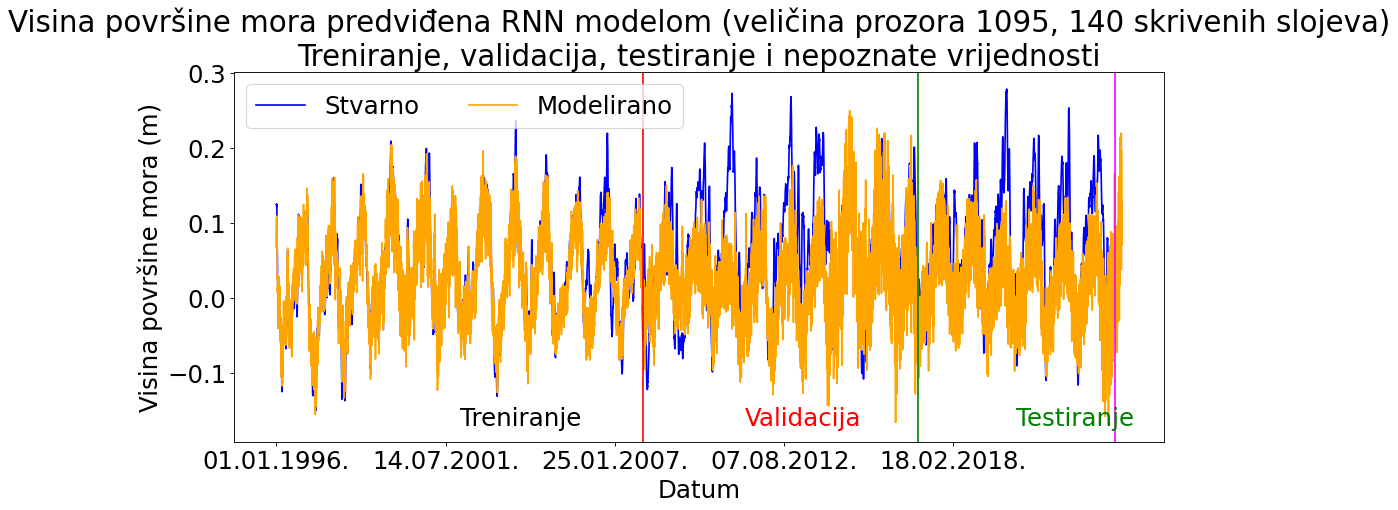 Visina površine mora predviđena RNN modelom (veličina prozora 1095, 140 skrivenih slojeva)
Treniranje, validacija, testiranje i nepoznate vrijednosti
Stvarno Modelirano
Visina površine mora (m)
0.3
0.2
0.1
0.0
−0.1
Treniranje Validacija Testiranje
01.01.1996. 14.07.2001. 25.01.2007. 07.08.2012. 18.02.2018.
Datum